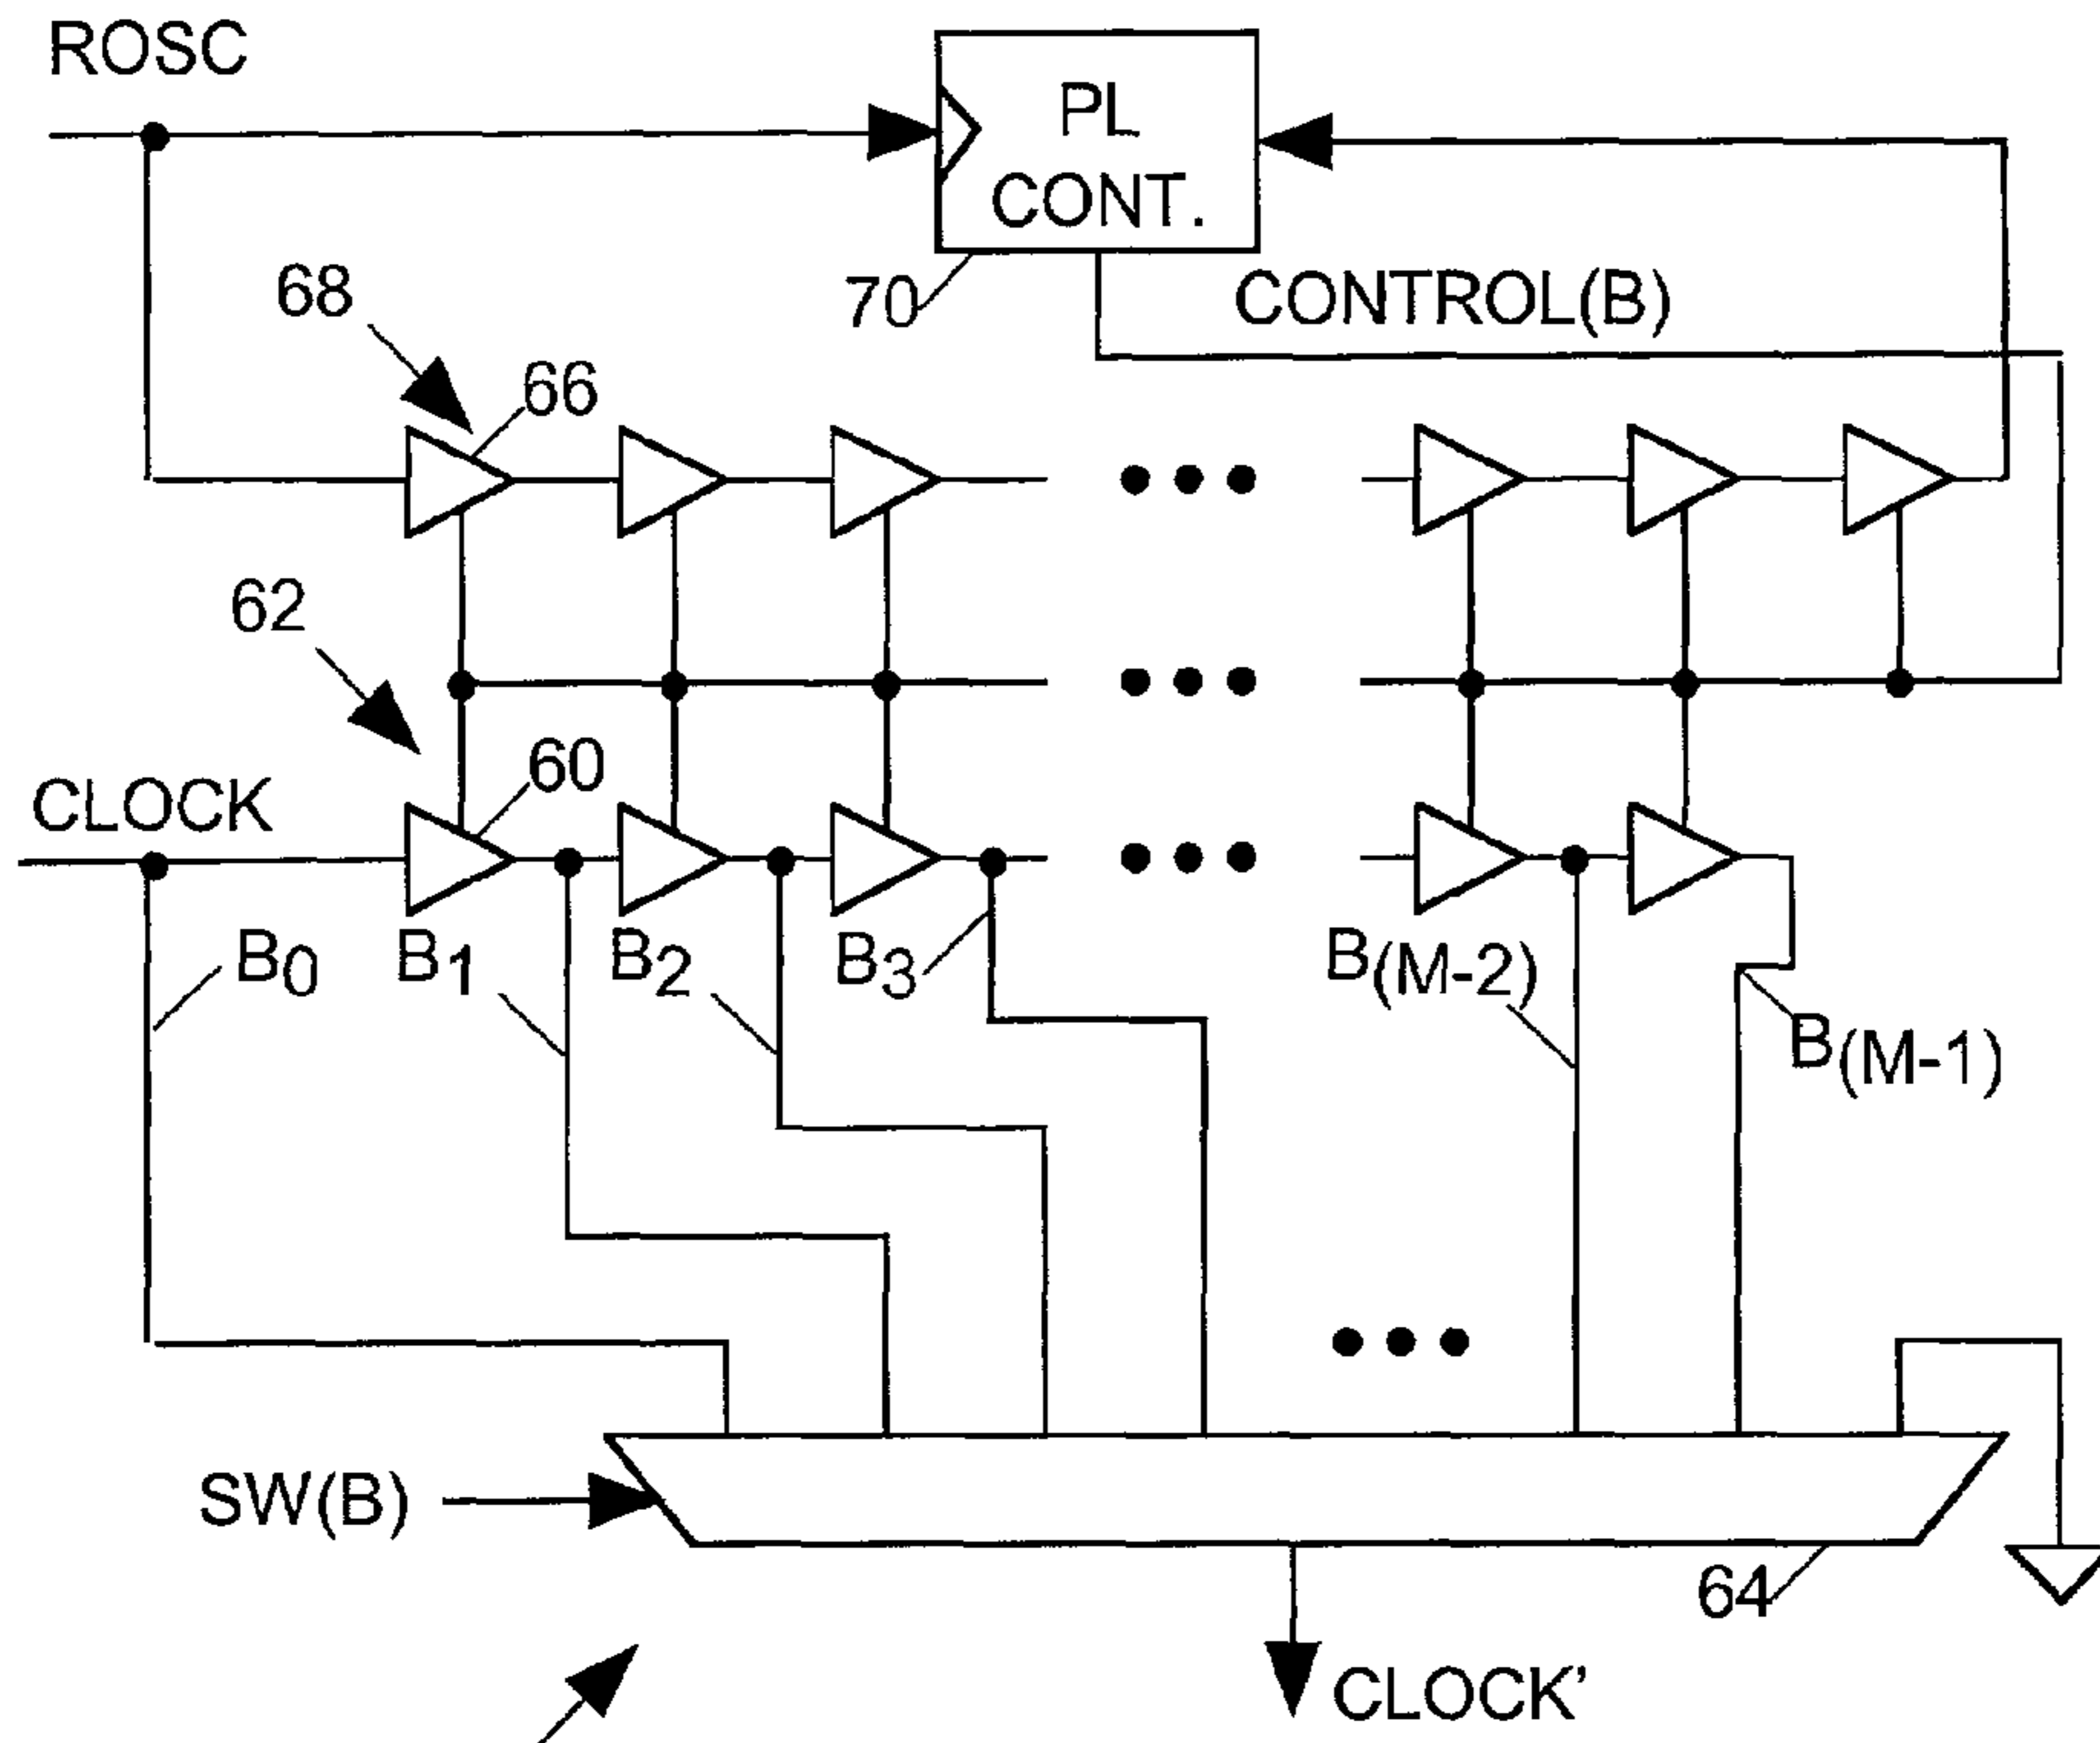 ROSC
PL
CONT.
70
CONTROL(B)
68
66
62
60
CLOCK
B0
B1
B2
B3
B(M-2)
B(M-1)
SW(B)
64
CLOCK'